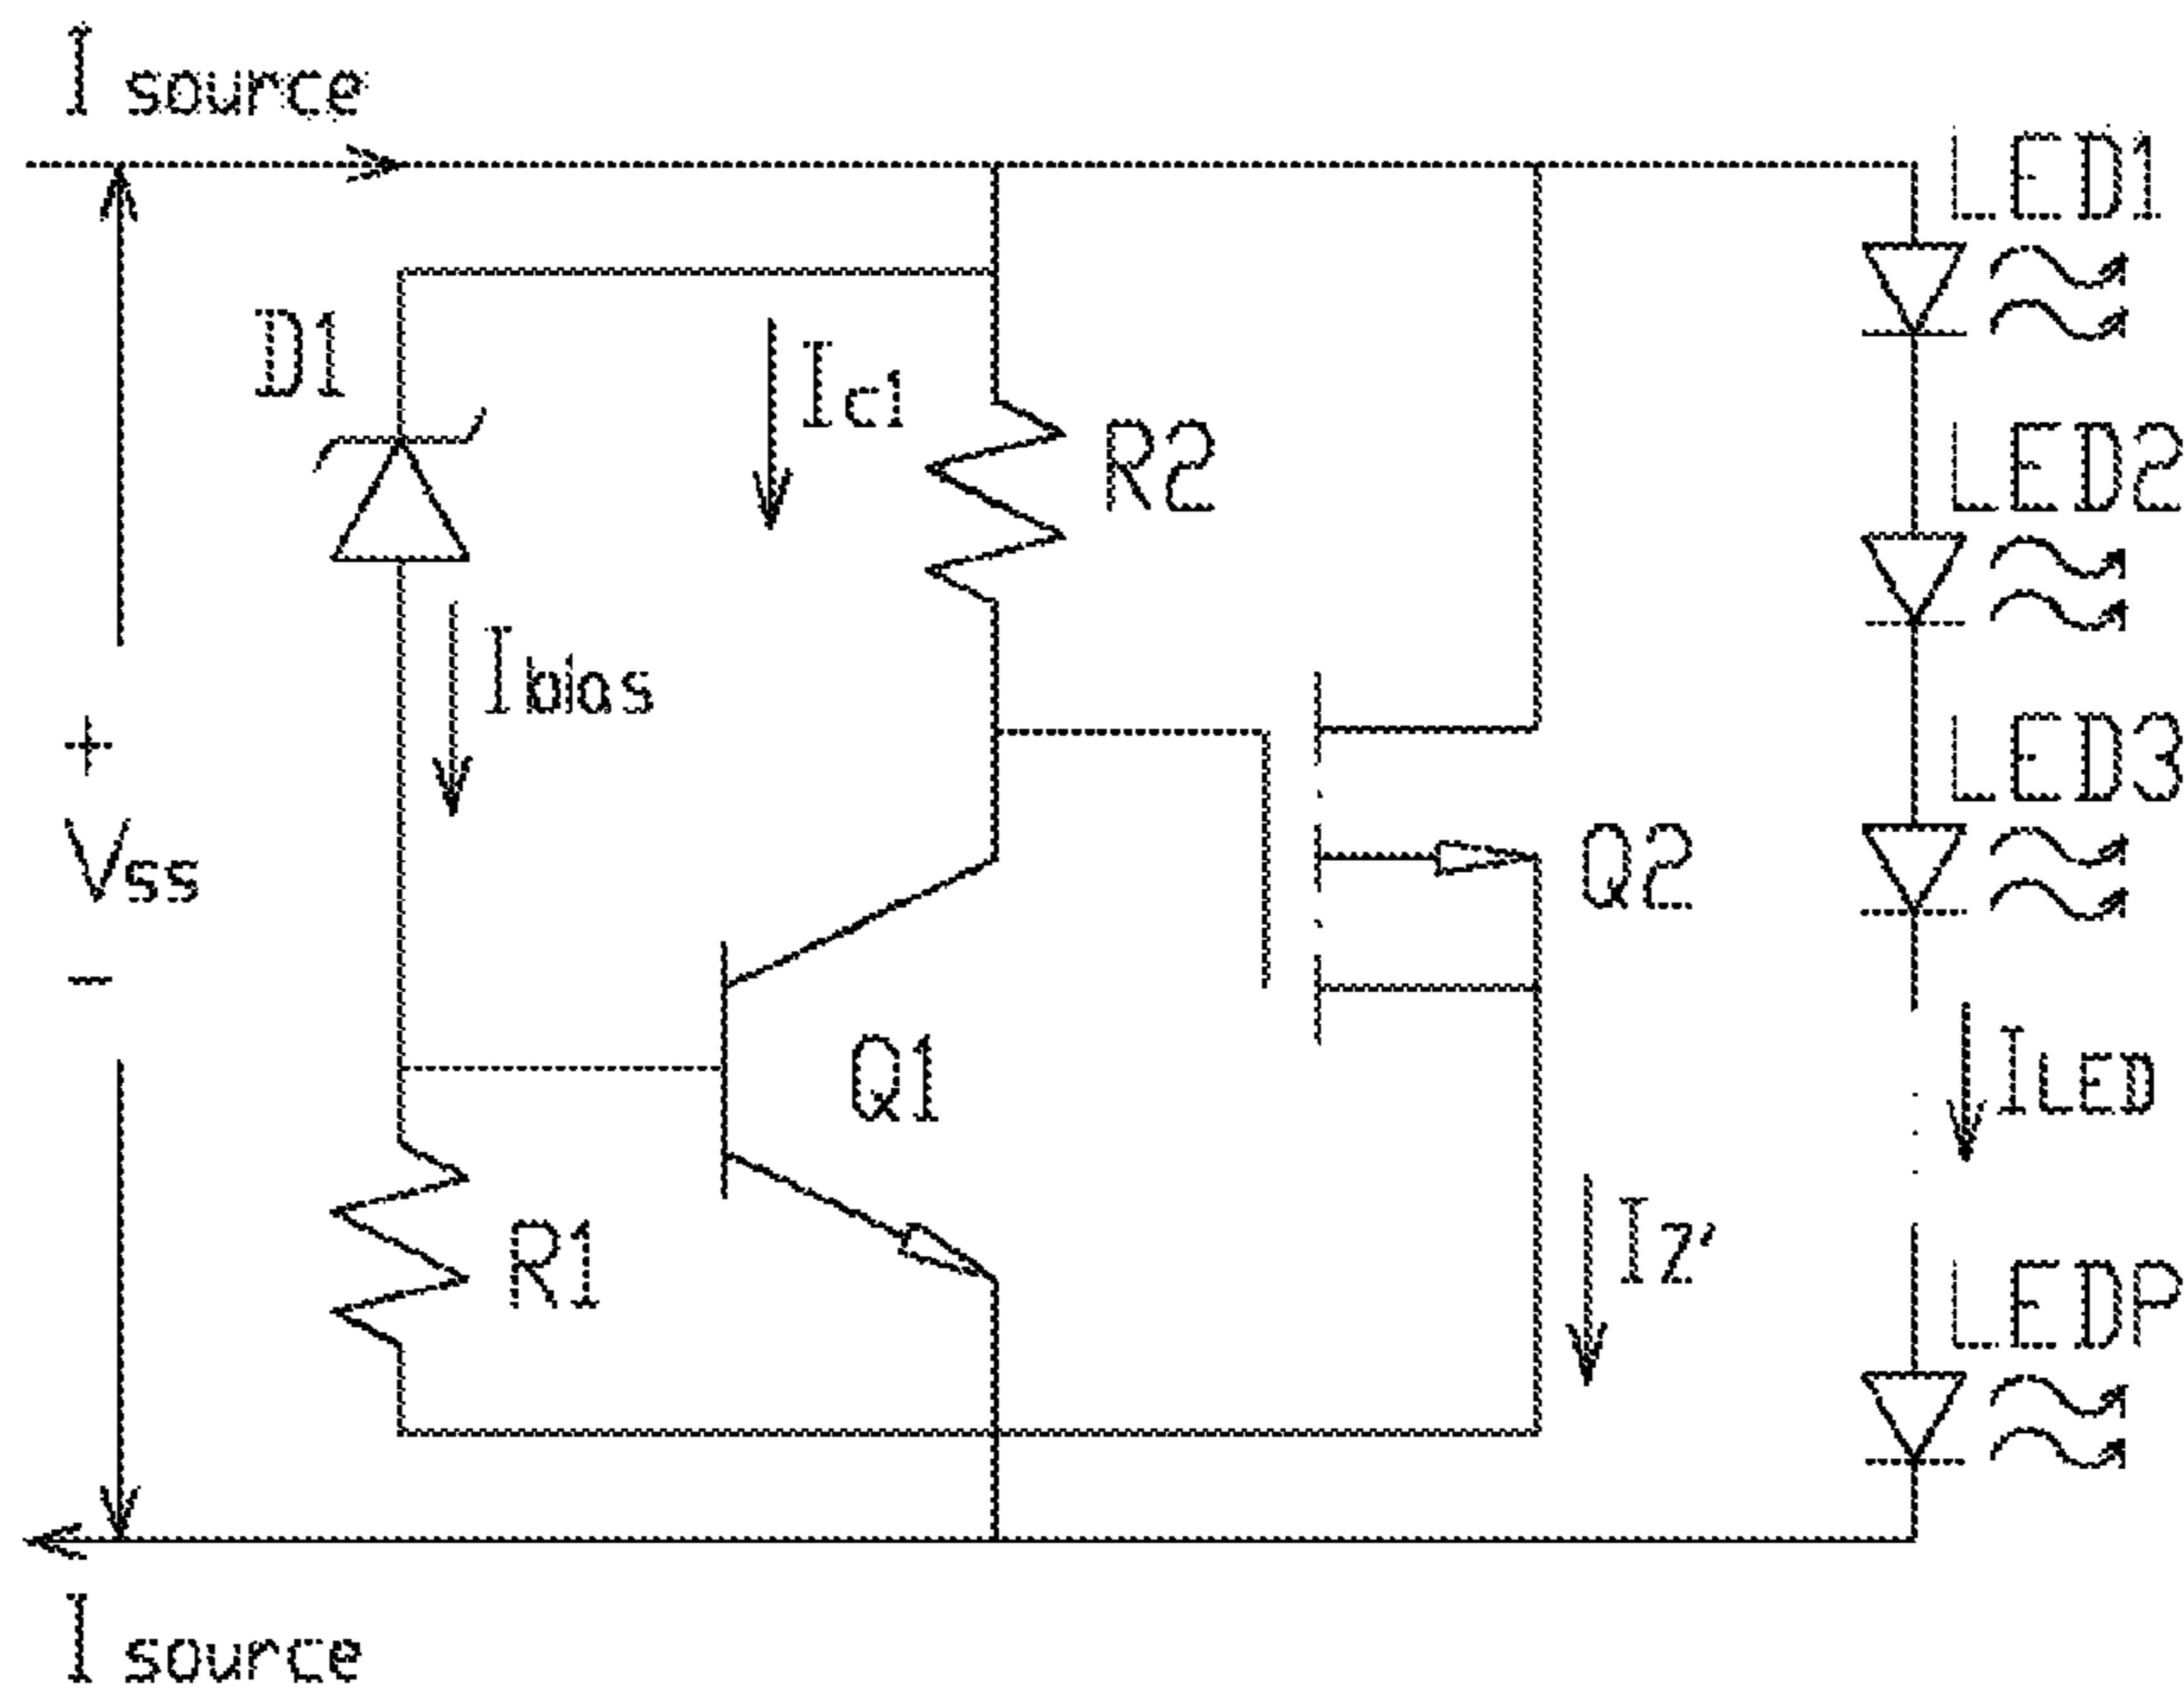 I source
LED1
D1
Ic1
R2
LED2
Ibias
+
Vss
-
LED3
Q2
Q1
ILED
R1
IZ'
LEDP
I source